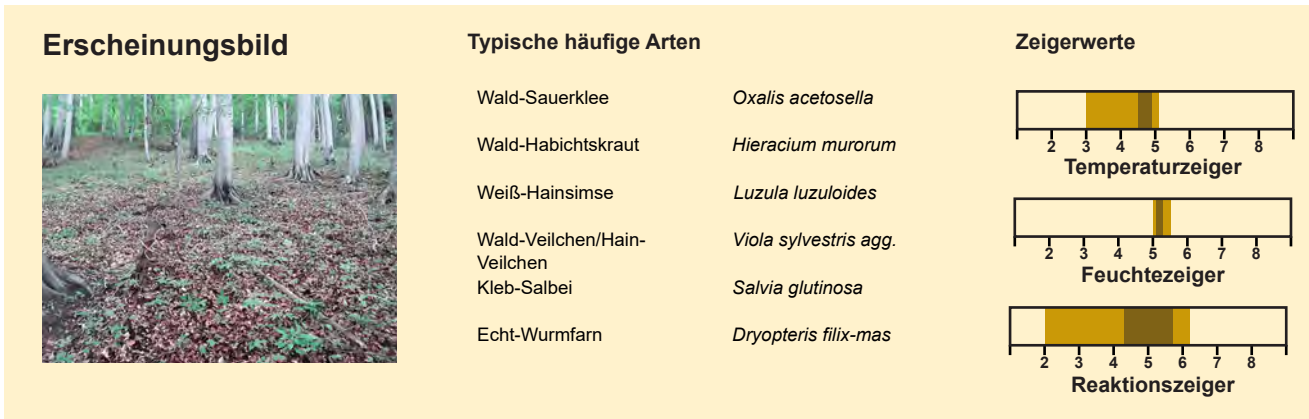 Erscheinungsbild
Typische häufige Arten
Wald-Sauerklee Oxalis acetosella
Wald-Habichtskraut Hieracium murorum
Weiß-Hainsimse Luzula luzuloides
Wald-Veilchen/Hain- Viola sylvestris agg.
Veilchen
Kleb-Salbei Salvia glutinosa
Echt-Wurmfarn Dryopteris filix-mas
Zeigerwerte
2 3 4 5 6 7 8
Temperaturzeiger
2 3 4 5 6 7 8
Feuchtezeiger
2 3 4 5 6 7 8
Reaktionszeiger